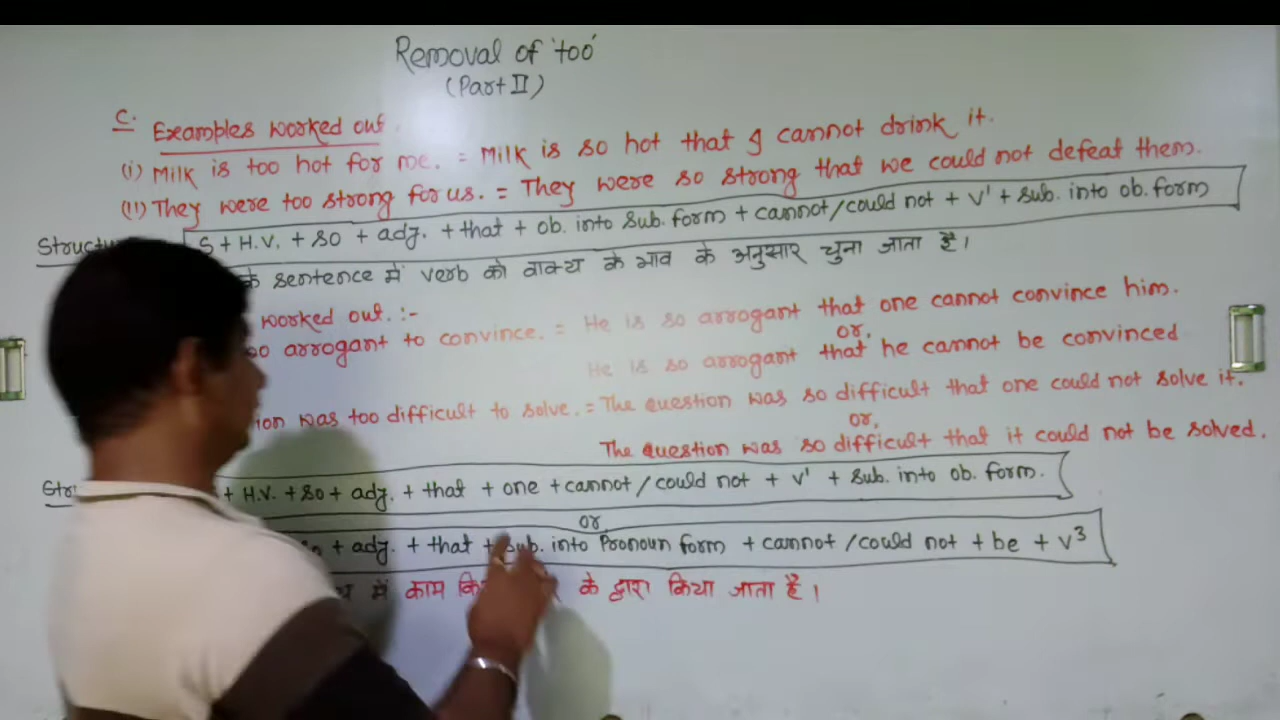 Removal of 'too'
(Part II)
C. Examples worked out.
(i) Milk is too hot for me. = Milk is so hot that I cannot drink it.
(ii) They were too strong for us. = They were so strong that we could not defeat them.
S + H.V. + so + adj. + that + ob. into sub. form + cannot/could not + V¹ + sub. into ob. form
के sentence में verb को वाक्य के भाव के अनुसार चुना जाता है।
worked out. :-
arrogant to convince. = He is so arrogant that one cannot convince him.
or,
He is so arrogant that he cannot be convinced
was too difficult to solve. = The question was so difficult that one could not solve it.
or,
The question was so difficult that it could not be solved.
+ H.V. + so + adj. + that + one + cannot/could not + V¹ + sub. into ob. form.
or
+ adj. + that + sub. into Pronoun form + cannot/could not + be + V³
में काम के द्वारा किया जाता है।